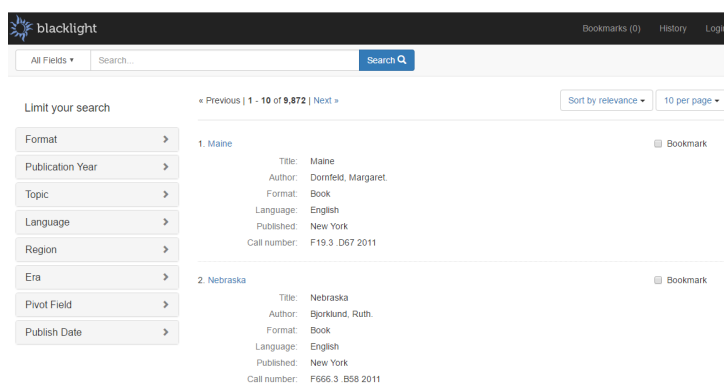 blacklight
Bookmarks (0) History Login
All Fields Search... Search
Limit your search
« Previous | 1 - 10 of 9,872 | Next »
Sort by relevance 10 per page
Format
Publication Year
Topic
Language
Region
Era
Pivot Field
Publish Date
1. Maine
Bookmark
Title: Maine
Author: Dornfeld, Margaret.
Format: Book
Language: English
Published: New York
Call number: F19.3 .D67 2011
2. Nebraska
Bookmark
Title: Nebraska
Author: Bjorklund, Ruth.
Format: Book
Language: English
Published: New York
Call number: F666.3 .B58 2011